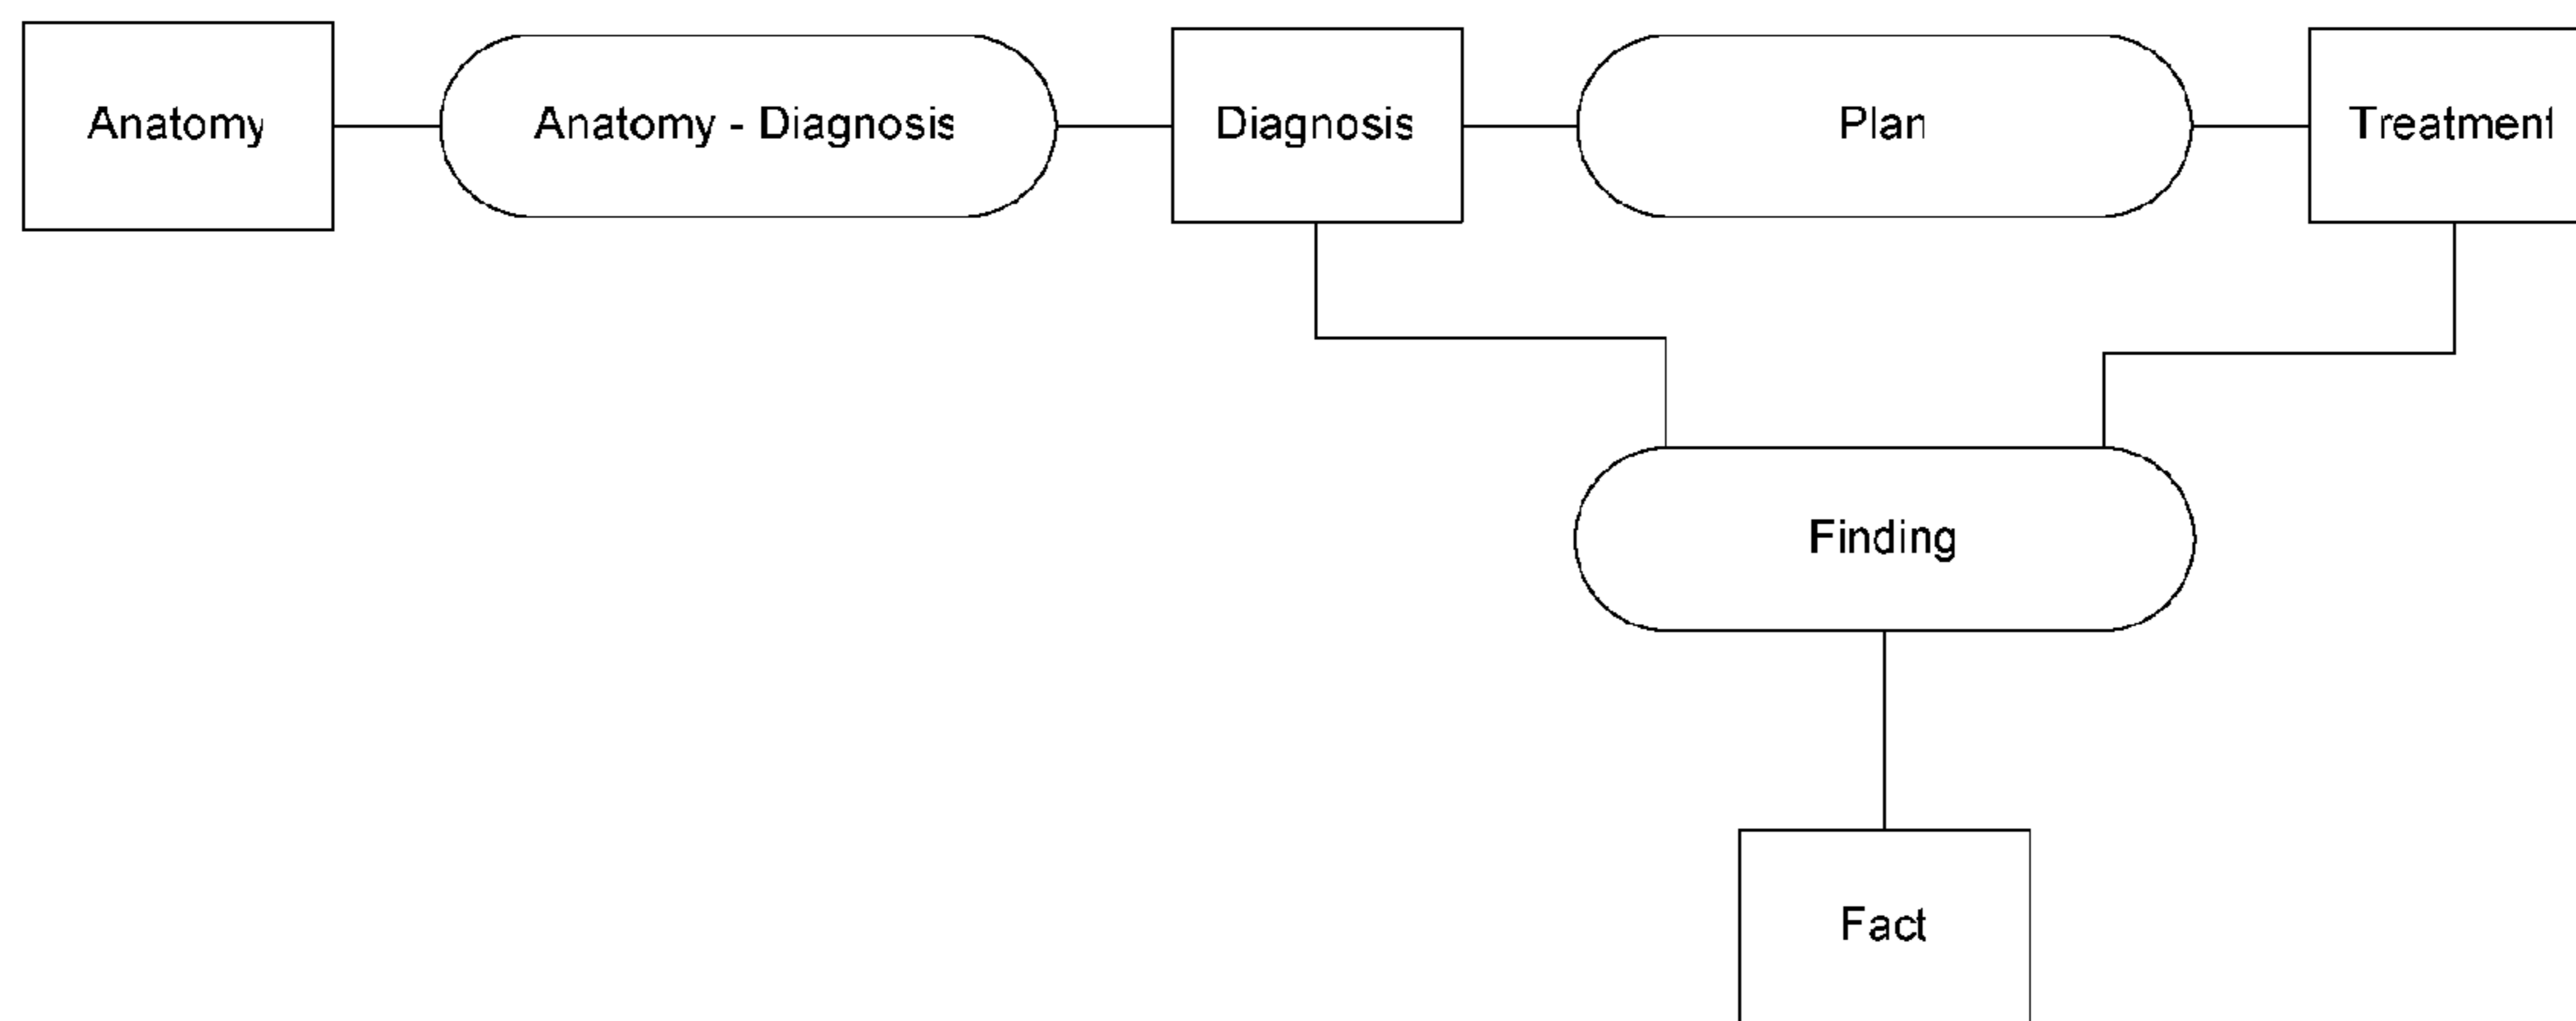 Anatomy
Anatomy - Diagnosis
Diagnosis
Plan
Treatment
Finding
Fact